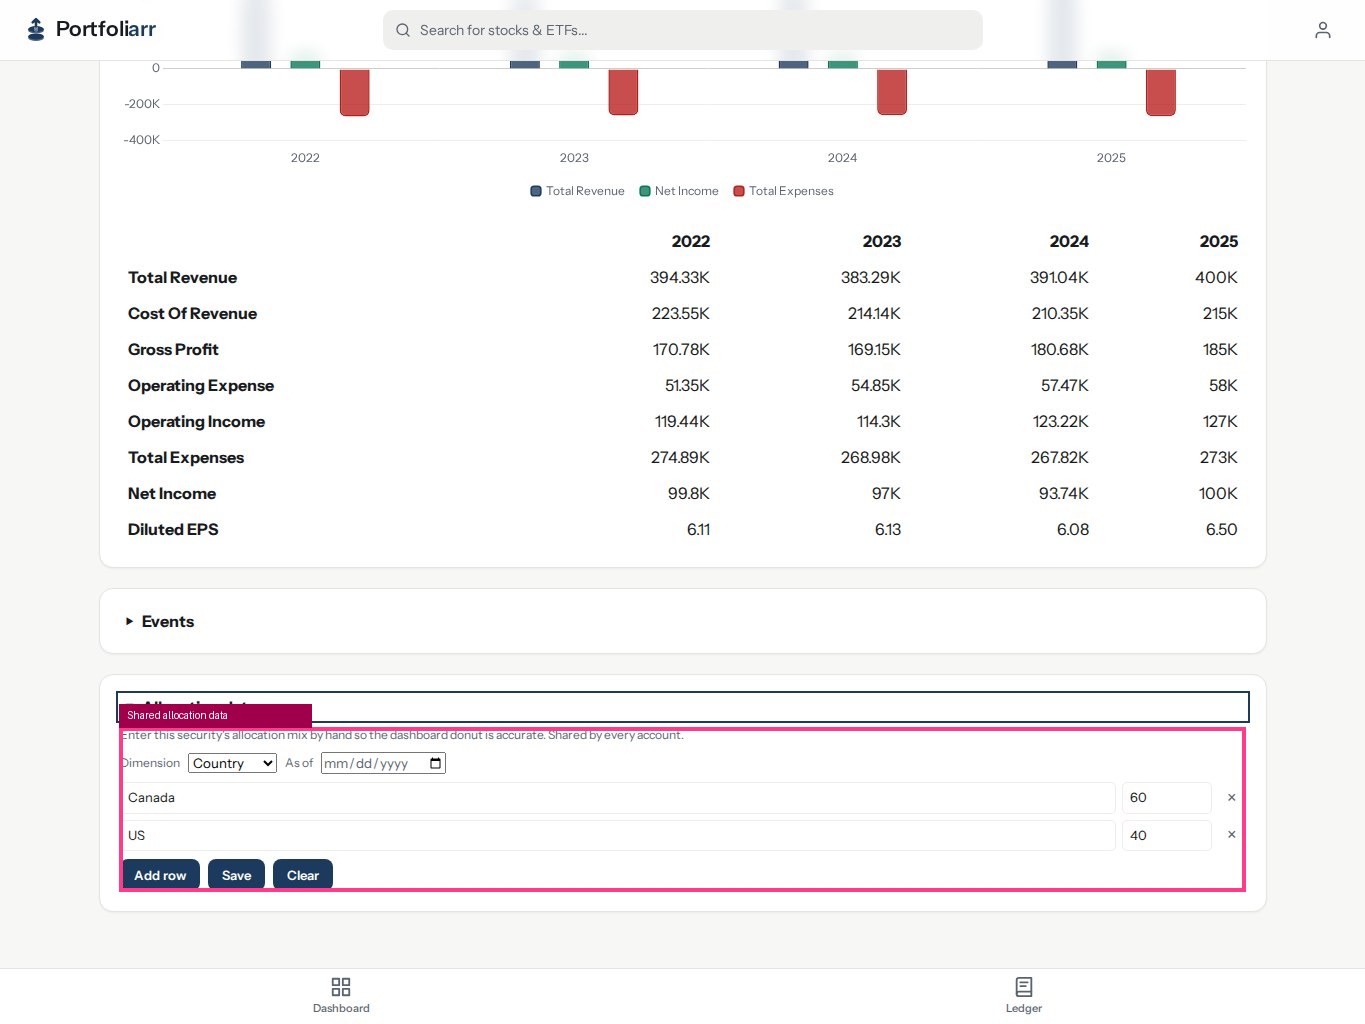 Portfoliarr
Search for stocks & ETFs...
0
-200K
-400K
2022 2023 2024 2025
Total Revenue Net Income Total Expenses
2022 2023 2024 2025
Total Revenue 394.33K 383.29K 391.04K 400K
Cost Of Revenue 223.55K 214.14K 210.35K 215K
Gross Profit 170.78K 169.15K 180.68K 185K
Operating Expense 51.35K 54.85K 57.47K 58K
Operating Income 119.44K 114.3K 123.22K 127K
Total Expenses 274.89K 268.98K 267.82K 273K
Net Income 99.8K 97K 93.74K 100K
Diluted EPS 6.11 6.13 6.08 6.50
Events
Shared allocation data
Enter this security's allocation mix by hand so the dashboard donut is accurate. Shared by every account.
Dimension Country As of mm/dd/yyyy
Canada 60 ×
US 40 ×
Add row Save Clear
Dashboard Ledger